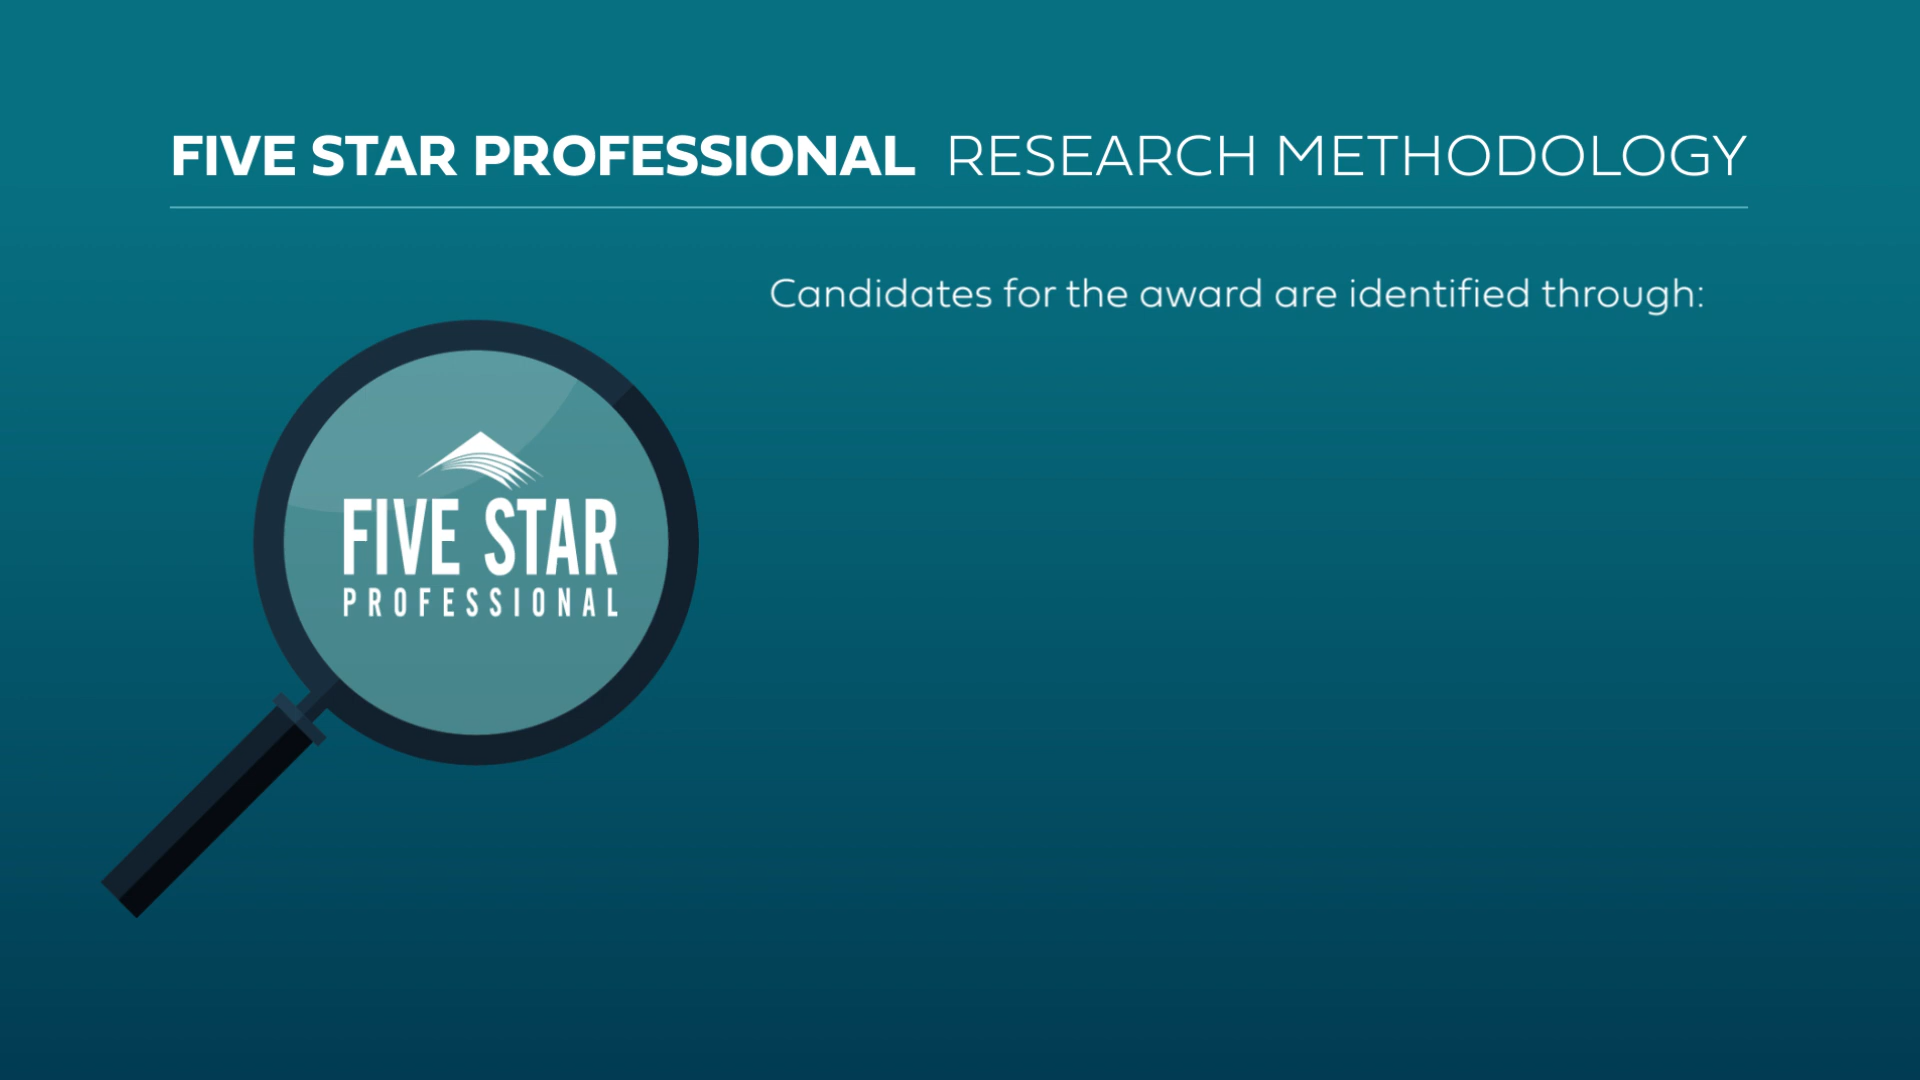 FIVE STAR PROFESSIONAL RESEARCH METHODOLOGY
Candidates for the award are identified through:
FIVE STAR
PROFESSIONAL